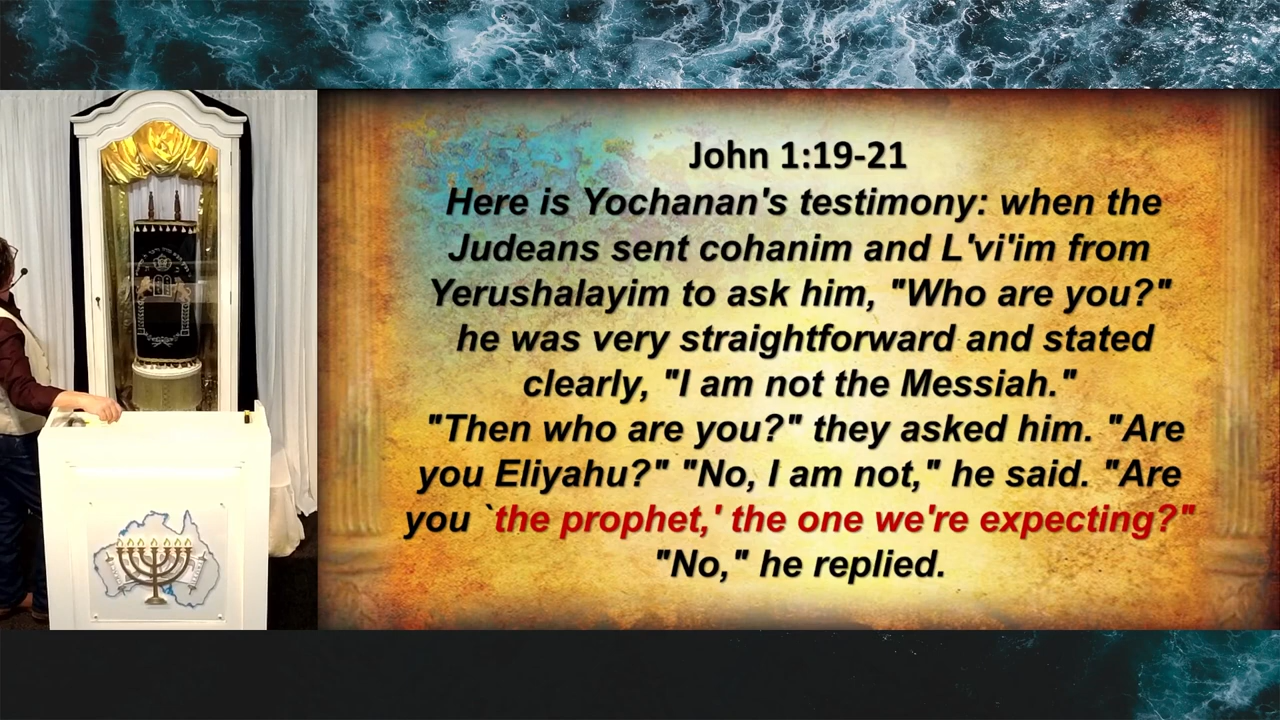 John 1:19-21
Here is Yochanan's testimony: when the
Judeans sent cohanim and L'vi'im from
Yerushalayim to ask him, "Who are you?"
he was very straightforward and stated
clearly, "I am not the Messiah."
"Then who are you?" they asked him. "Are
you Eliyahu?" "No, I am not," he said. "Are
you `the prophet,' the one we're expecting?"
"No," he replied.